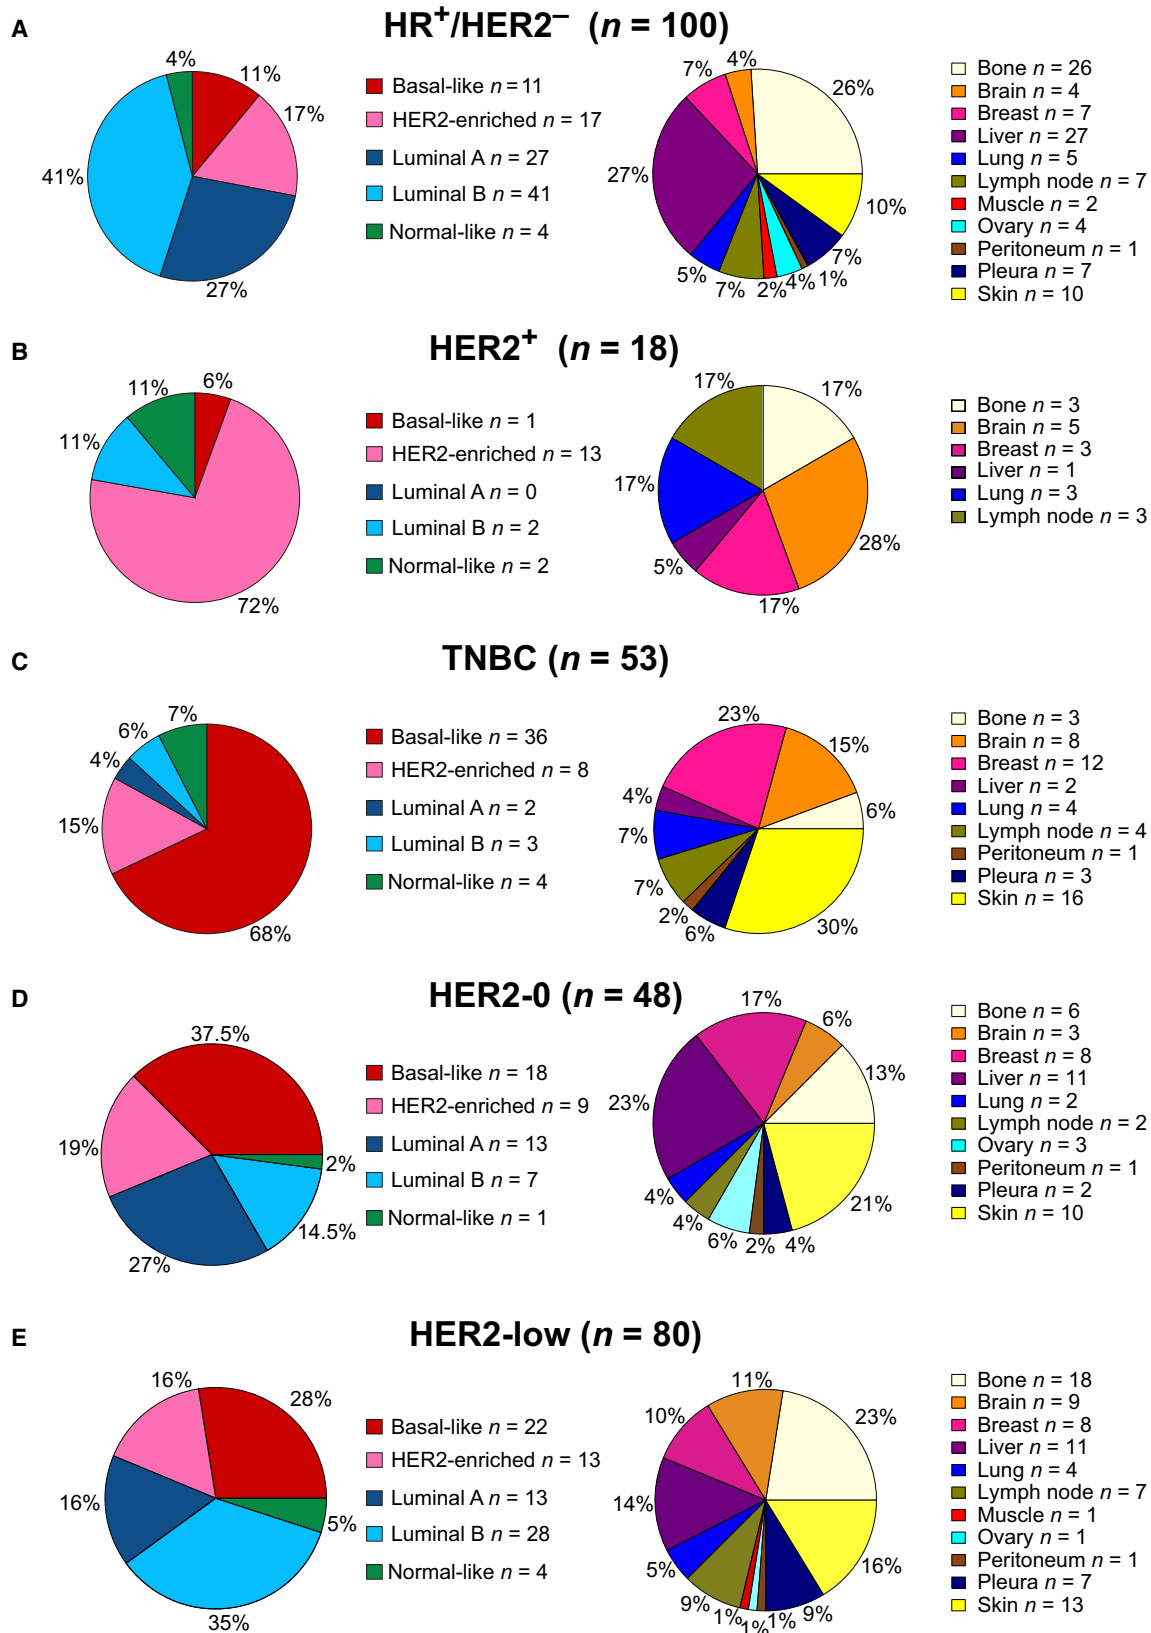 A
HR⁺/HER2⁻ (n = 100)
4%
11%
17%
27%
41%
Basal-like n = 11
HER2-enriched n = 17
Luminal A n = 27
Luminal B n = 41
Normal-like n = 4
4%
26%
10%
7%
1%
4%
2%
7%
5%
27%
7%
Bone n = 26
Brain n = 4
Breast n = 7
Liver n = 27
Lung n = 5
Lymph node n = 7
Muscle n = 2
Ovary n = 4
Peritoneum n = 1
Pleura n = 7
Skin n = 10
B
HER2⁺ (n = 18)
11%
6%
72%
11%
Basal-like n = 1
HER2-enriched n = 13
Luminal A n = 0
Luminal B n = 2
Normal-like n = 2
17%
17%
28%
17%
5%
17%
Bone n = 3
Brain n = 5
Breast n = 3
Liver n = 1
Lung n = 3
Lymph node n = 3
C
TNBC (n = 53)
7%
6%
4%
15%
68%
Basal-like n = 36
HER2-enriched n = 8
Luminal A n = 2
Luminal B n = 3
Normal-like n = 4
23%
15%
6%
30%
6%
2%
7%
7%
4%
Bone n = 3
Brain n = 8
Breast n = 12
Liver n = 2
Lung n = 4
Lymph node n = 4
Peritoneum n = 1
Pleura n = 3
Skin n = 16
D
HER2-0 (n = 48)
37.5%
2%
14.5%
27%
19%
Basal-like n = 18
HER2-enriched n = 9
Luminal A n = 13
Luminal B n = 7
Normal-like n = 1
17%
6%
13%
21%
4%
2%
6%
4%
4%
23%
Bone n = 6
Brain n = 3
Breast n = 8
Liver n = 11
Lung n = 2
Lymph node n = 2
Ovary n = 3
Peritoneum n = 1
Pleura n = 2
Skin n = 10
E
HER2-low (n = 80)
16%
28%
5%
35%
16%
Basal-like n = 22
HER2-enriched n = 13
Luminal A n = 13
Luminal B n = 28
Normal-like n = 4
11%
23%
16%
9%
1%
1%
1%
9%
5%
14%
10%
Bone n = 18
Brain n = 9
Breast n = 8
Liver n = 11
Lung n = 4
Lymph node n = 7
Muscle n = 1
Ovary n = 1
Peritoneum n = 1
Pleura n = 7
Skin n = 13